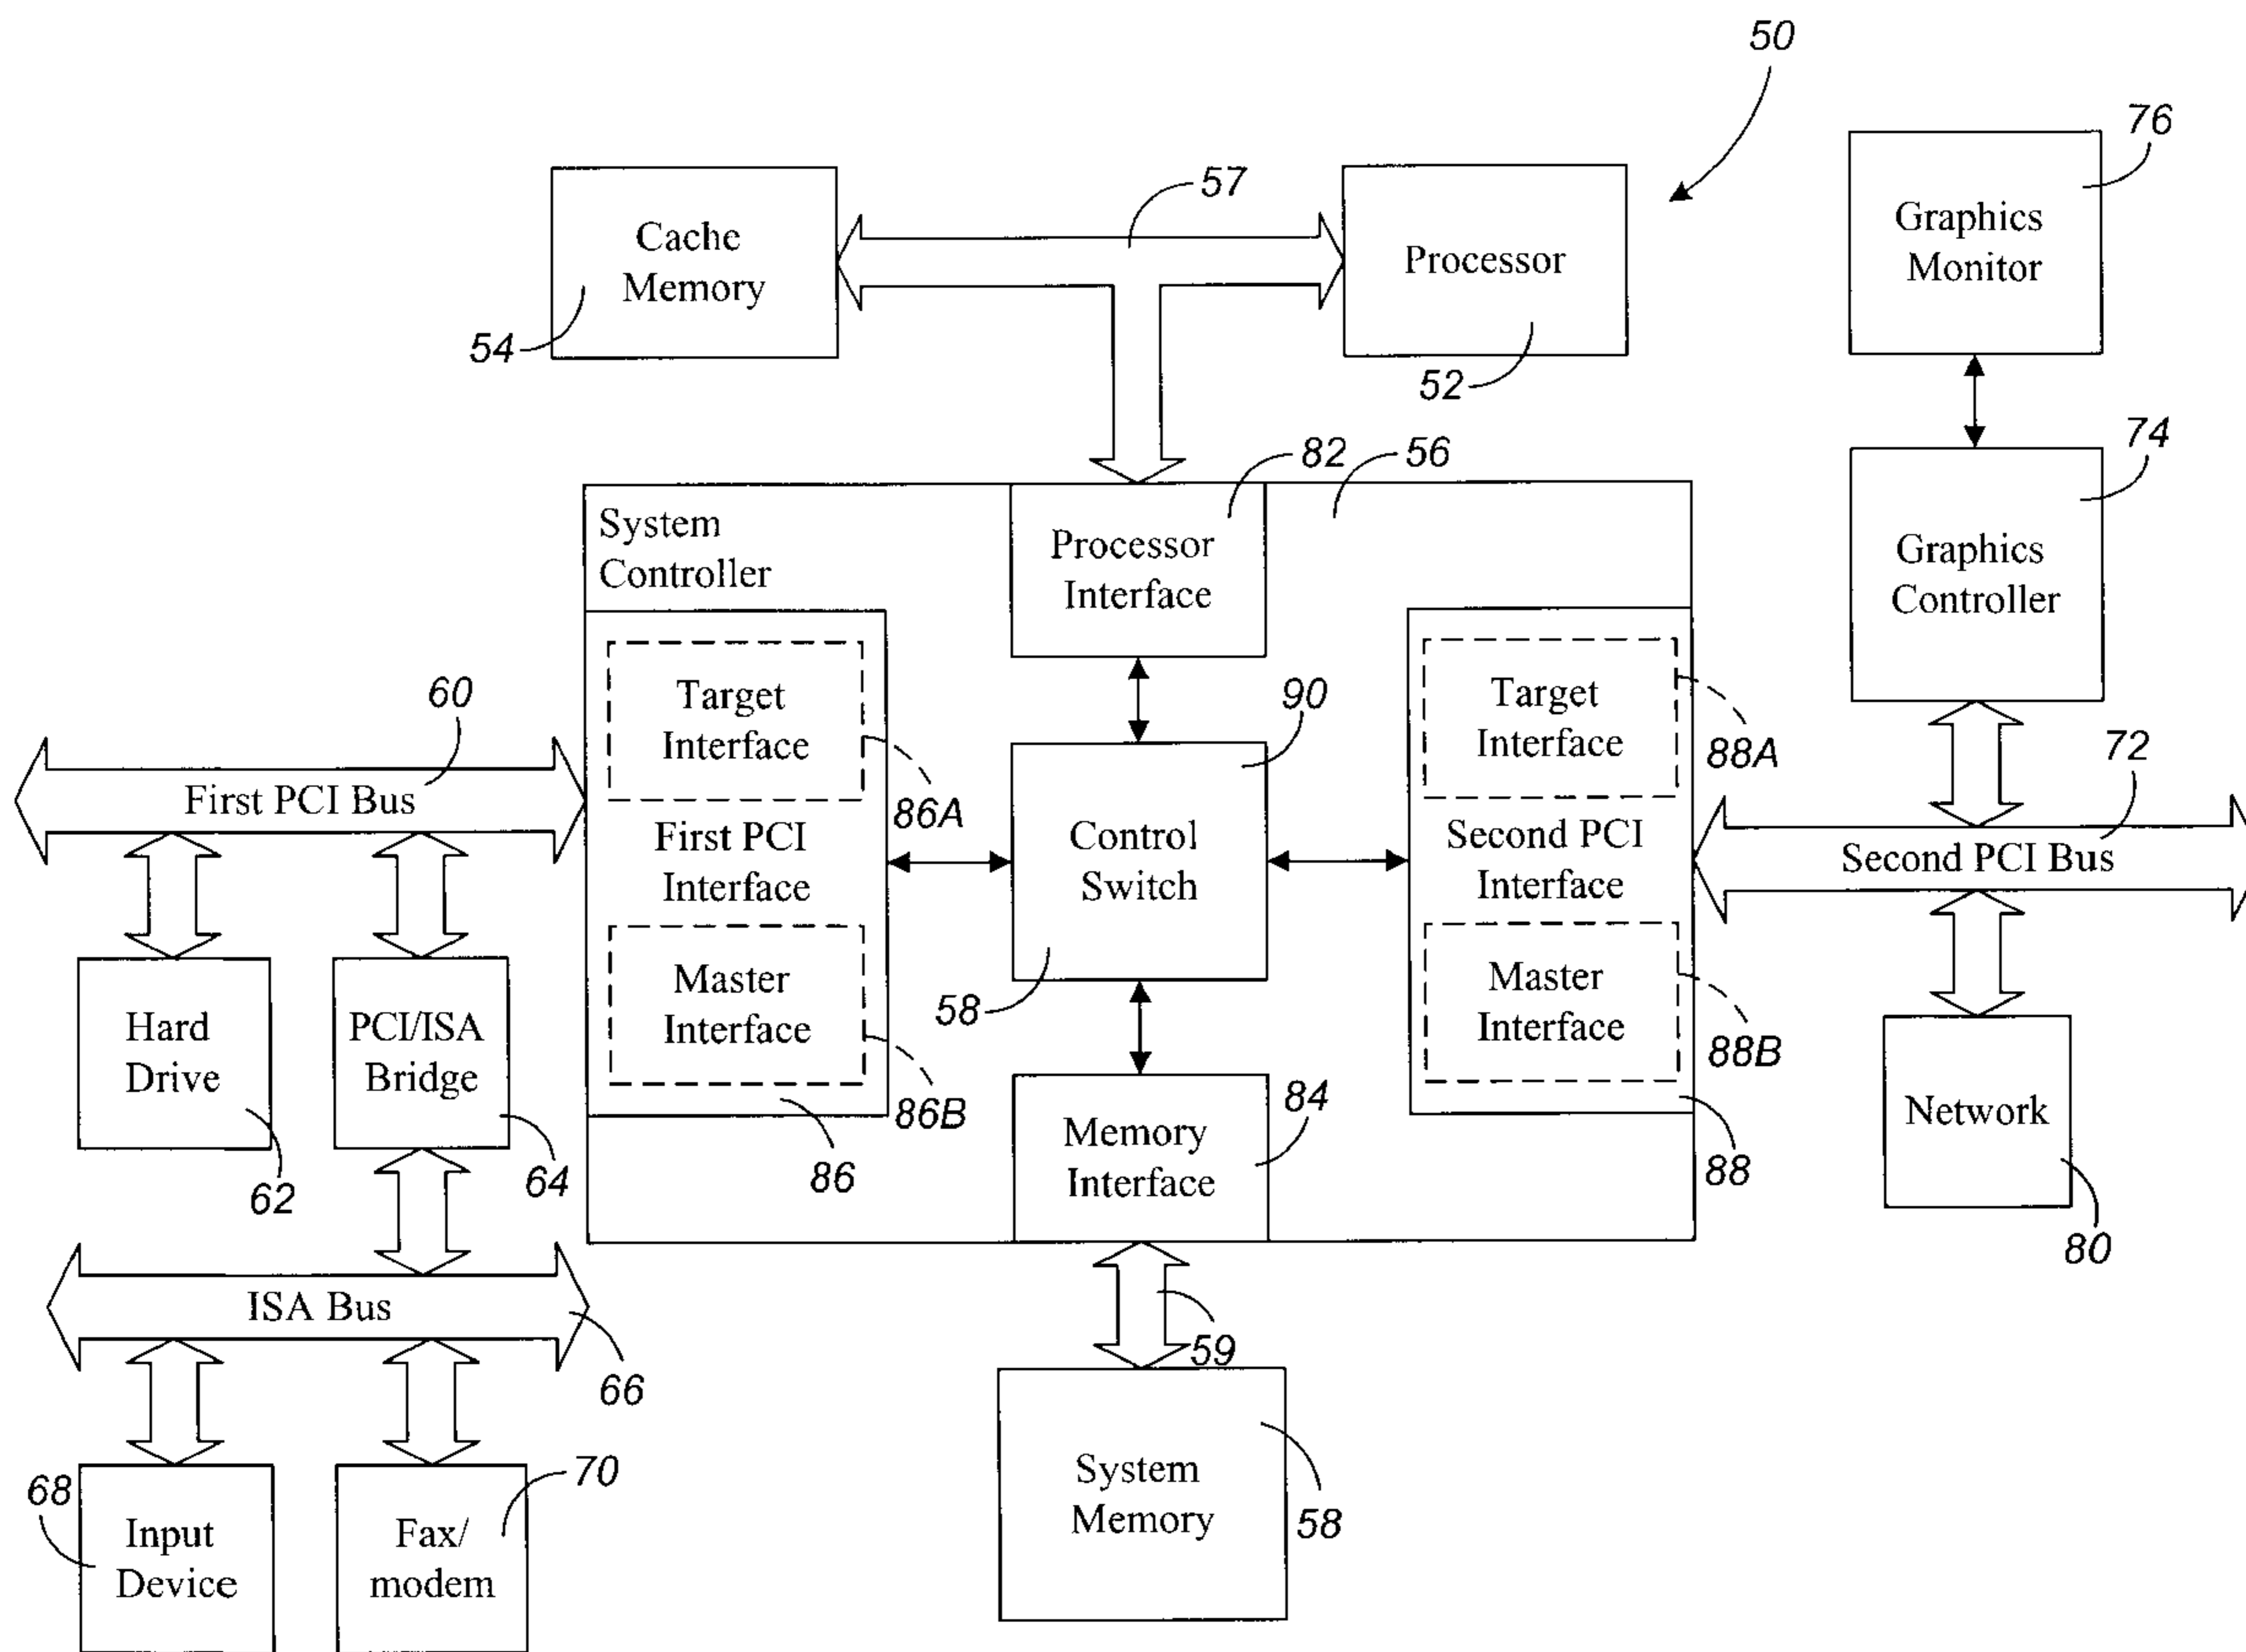 50
76
57
Cache
Memory
Processor
Graphics
Monitor
54
52
74
82
56
System
Controller
Processor
Interface
Graphics
Controller
60
Target
Interface
90
Target
Interface
88A
72
First PCI Bus
86A
First PCI
Interface
Control
Switch
Second PCI
Interface
Second PCI Bus
Hard
Drive
PCI/ISA
Bridge
Master
Interface
58
Master
Interface
88B
62
64
86
86B
Memory
Interface
84
88
Network
80
ISA Bus
66
59
68
Input
Device
70
Fax/
modem
System
Memory
58